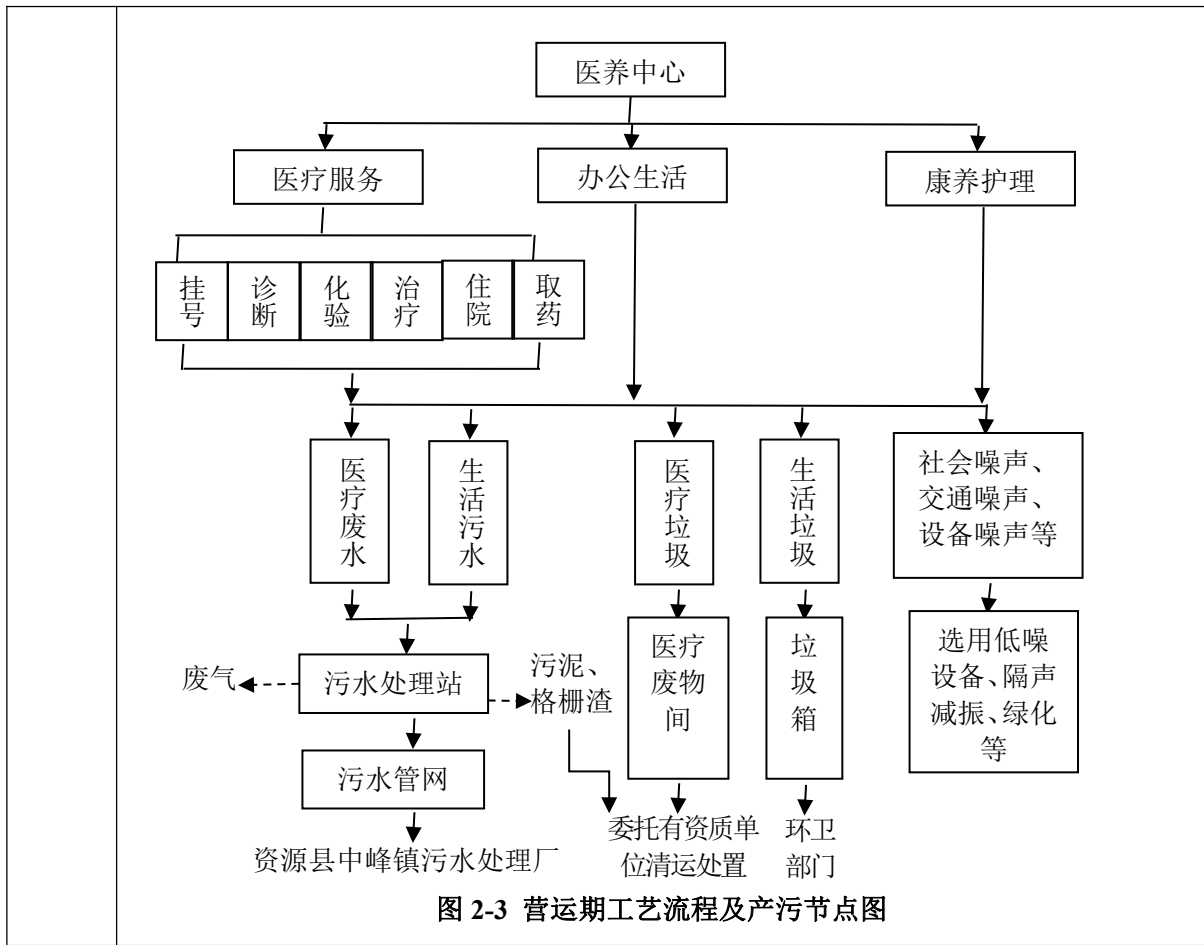 医养中心
医疗服务
办公生活
康养护理
挂号
诊断
化验
治疗
住院
取药
医疗废水
生活污水
医疗垃圾
生活垃圾
社会噪声、
交通噪声、
设备噪声等
废气
污水处理站
污泥、
格栅渣
医疗
废物
间
垃圾箱
选用低噪
设备、隔声
减振、绿化
等
污水管网
资源县中峰镇污水处理厂
委托有资质单
位清运处置
环卫
部门
图 2-3 营运期工艺流程及产污节点图